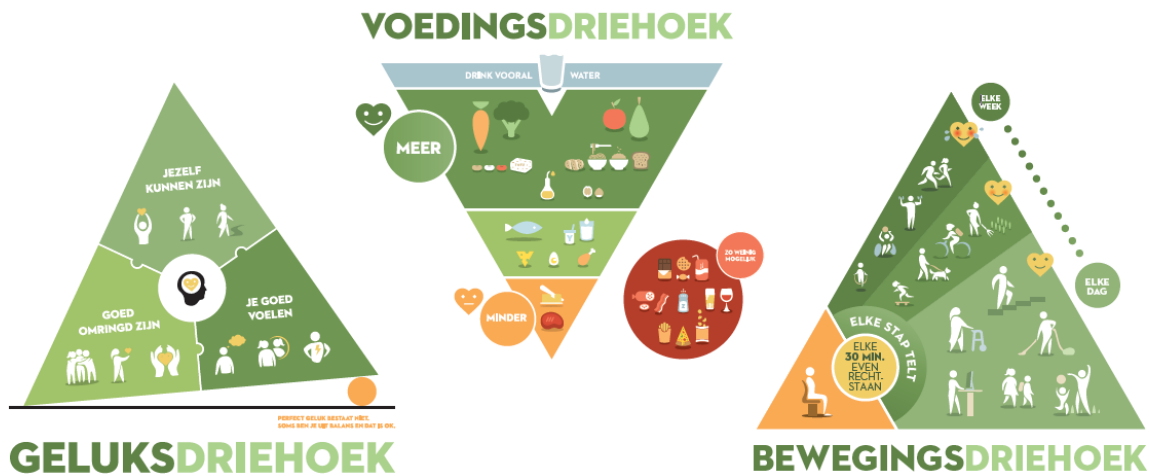 VOEDINGSDRIEHOEK
DRINK VOORAL WATER
MEER
MINDER
ZO WEINIG
MOGELIJK
JEZELF
KUNNEN ZIJN
GOED
OMRINGD ZIJN
JE GOED
VOELEN
PERFECT GELUK BESTAAT NIET.
SOMS BEN JE UIT BALANS EN DAT IS OK.
GELUKSDRIEHOEK
ELKE
WEEK
ELKE
DAG
ELKE STAP TELT
ELKE
30 MIN.
EVEN
RECHT-
STAAN
BEWEGINGSDRIEHOEK